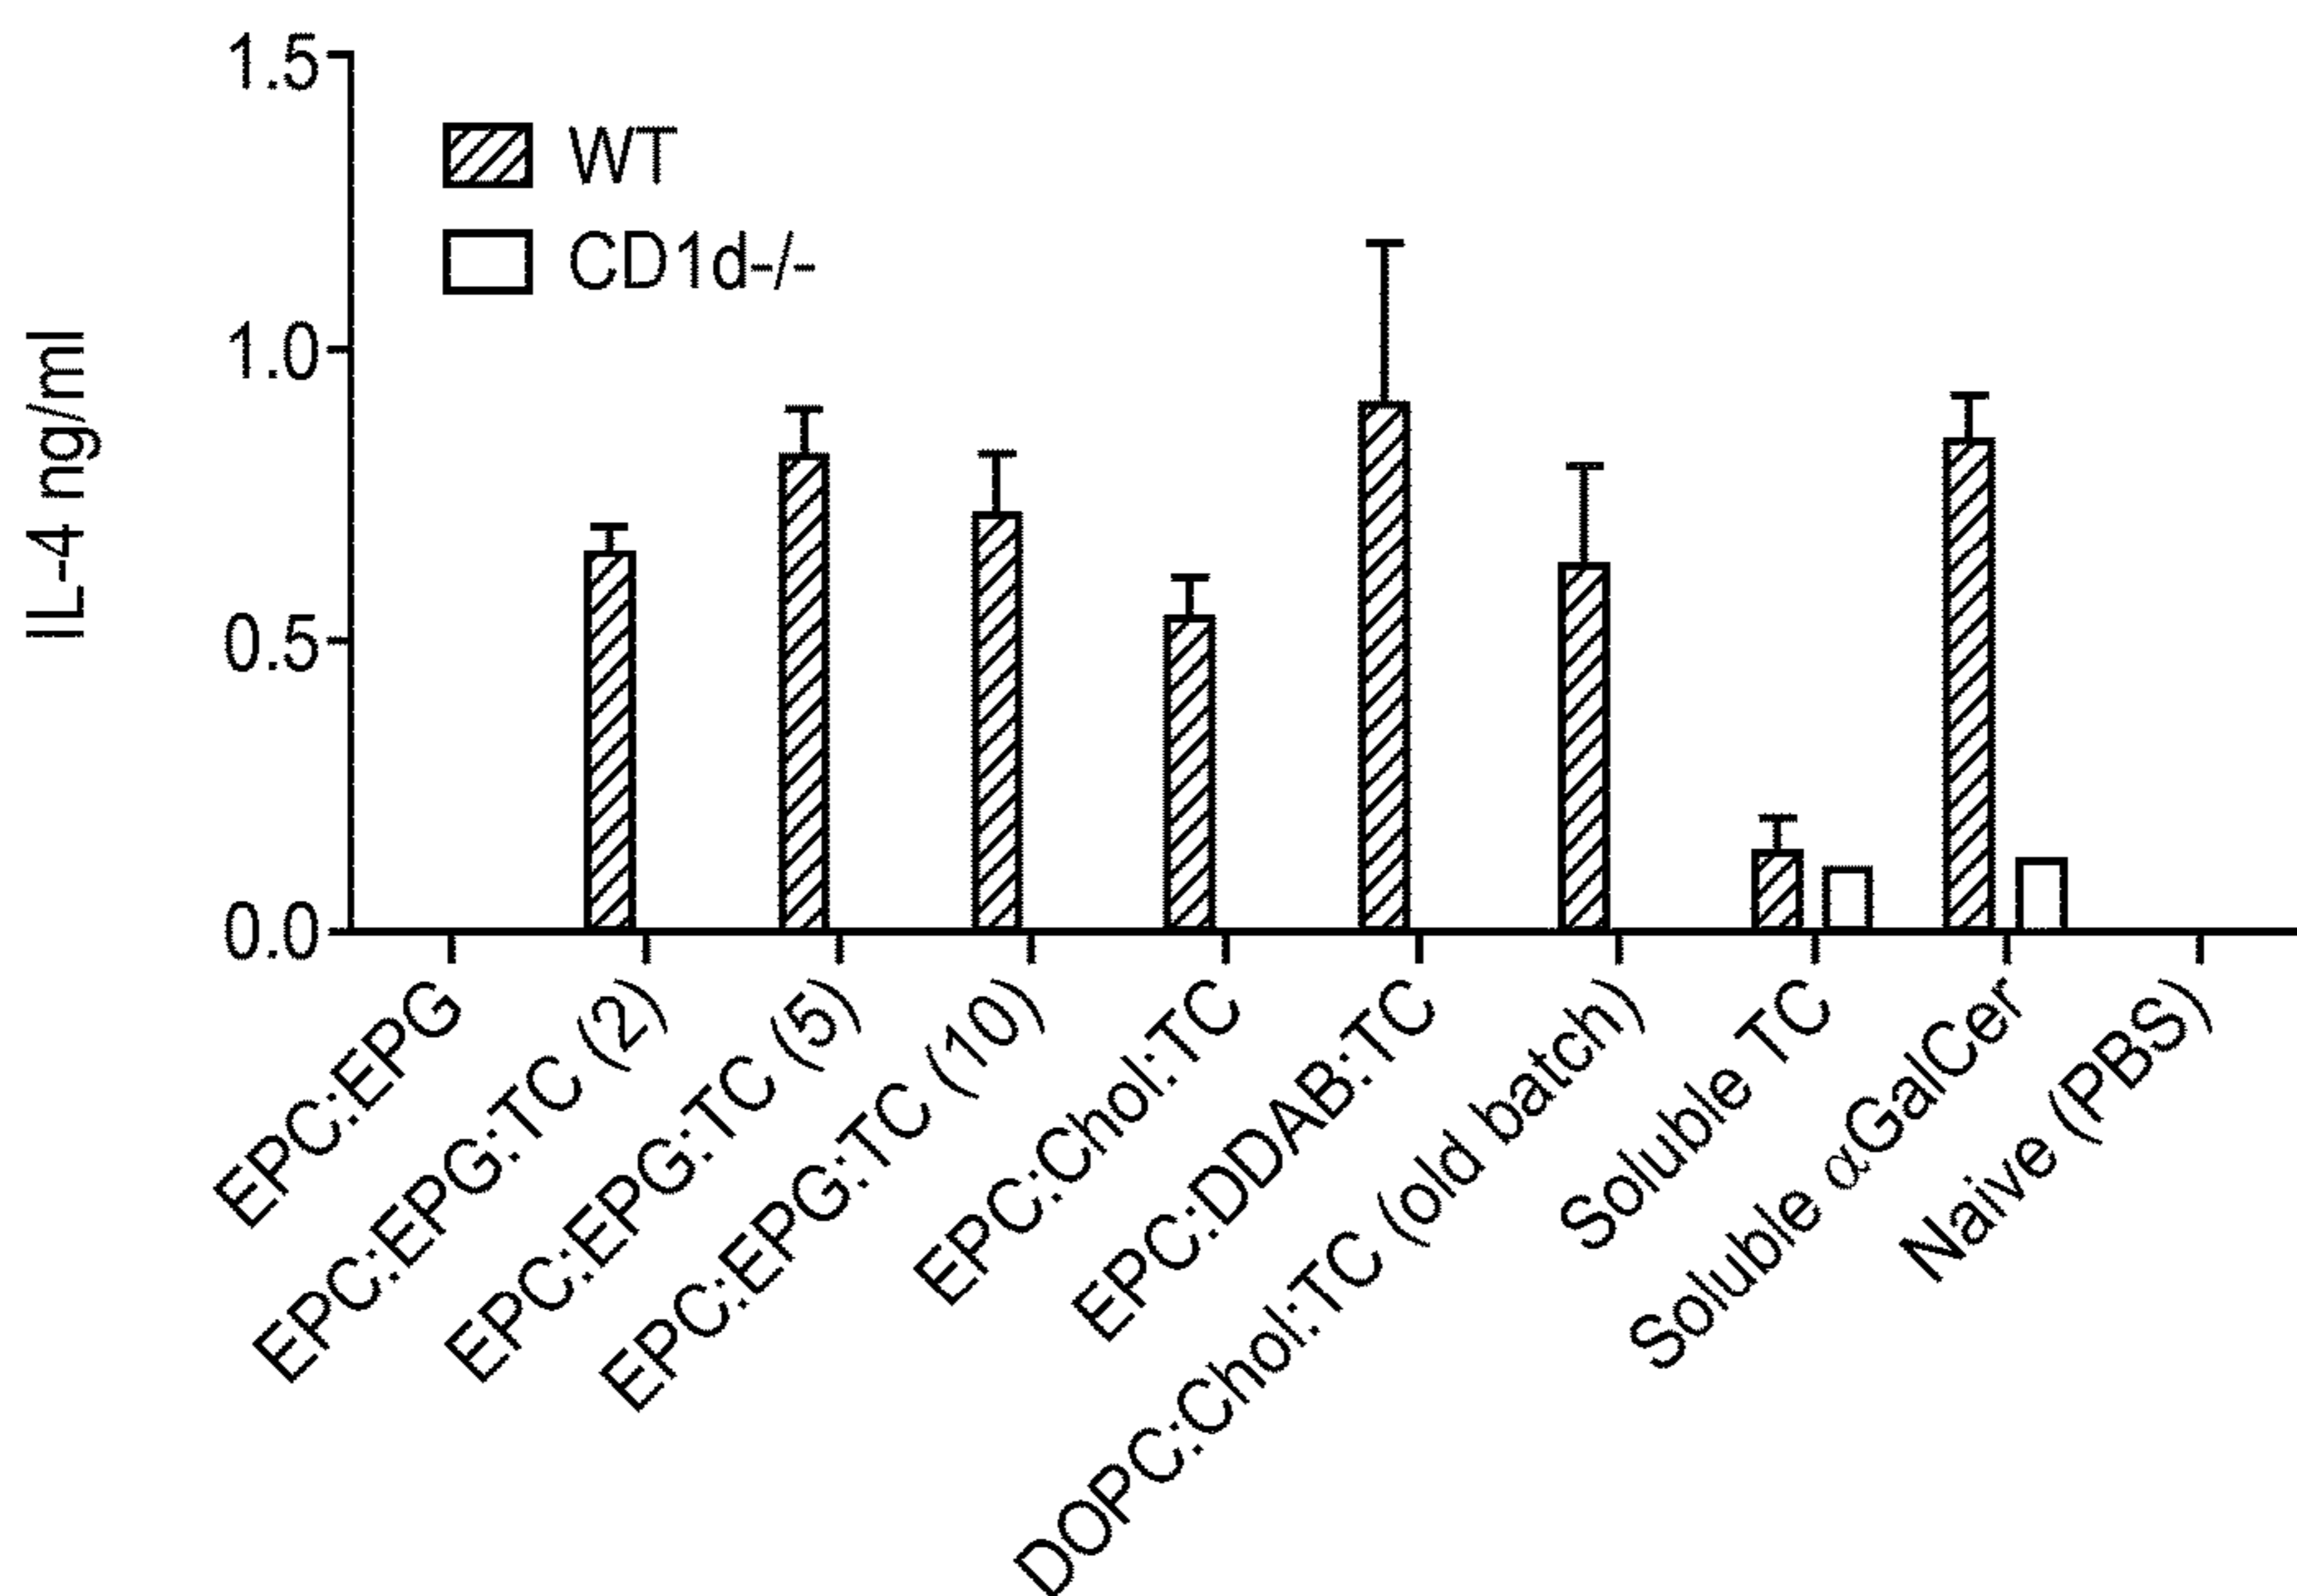 IL-4 ng/ml
1.5
1.0
0.5
0.0
WT
CD1d-/-
EPC:EPG
EPC:EPG:TC (2)
EPC:EPG:TC (5)
EPC:EPG:TC (10)
EPC:Chol:TC
EPC:DDAB:TC
DOPC:Chol:TC (old batch)
Soluble TC
Soluble αGalCer
Naive (PBS)